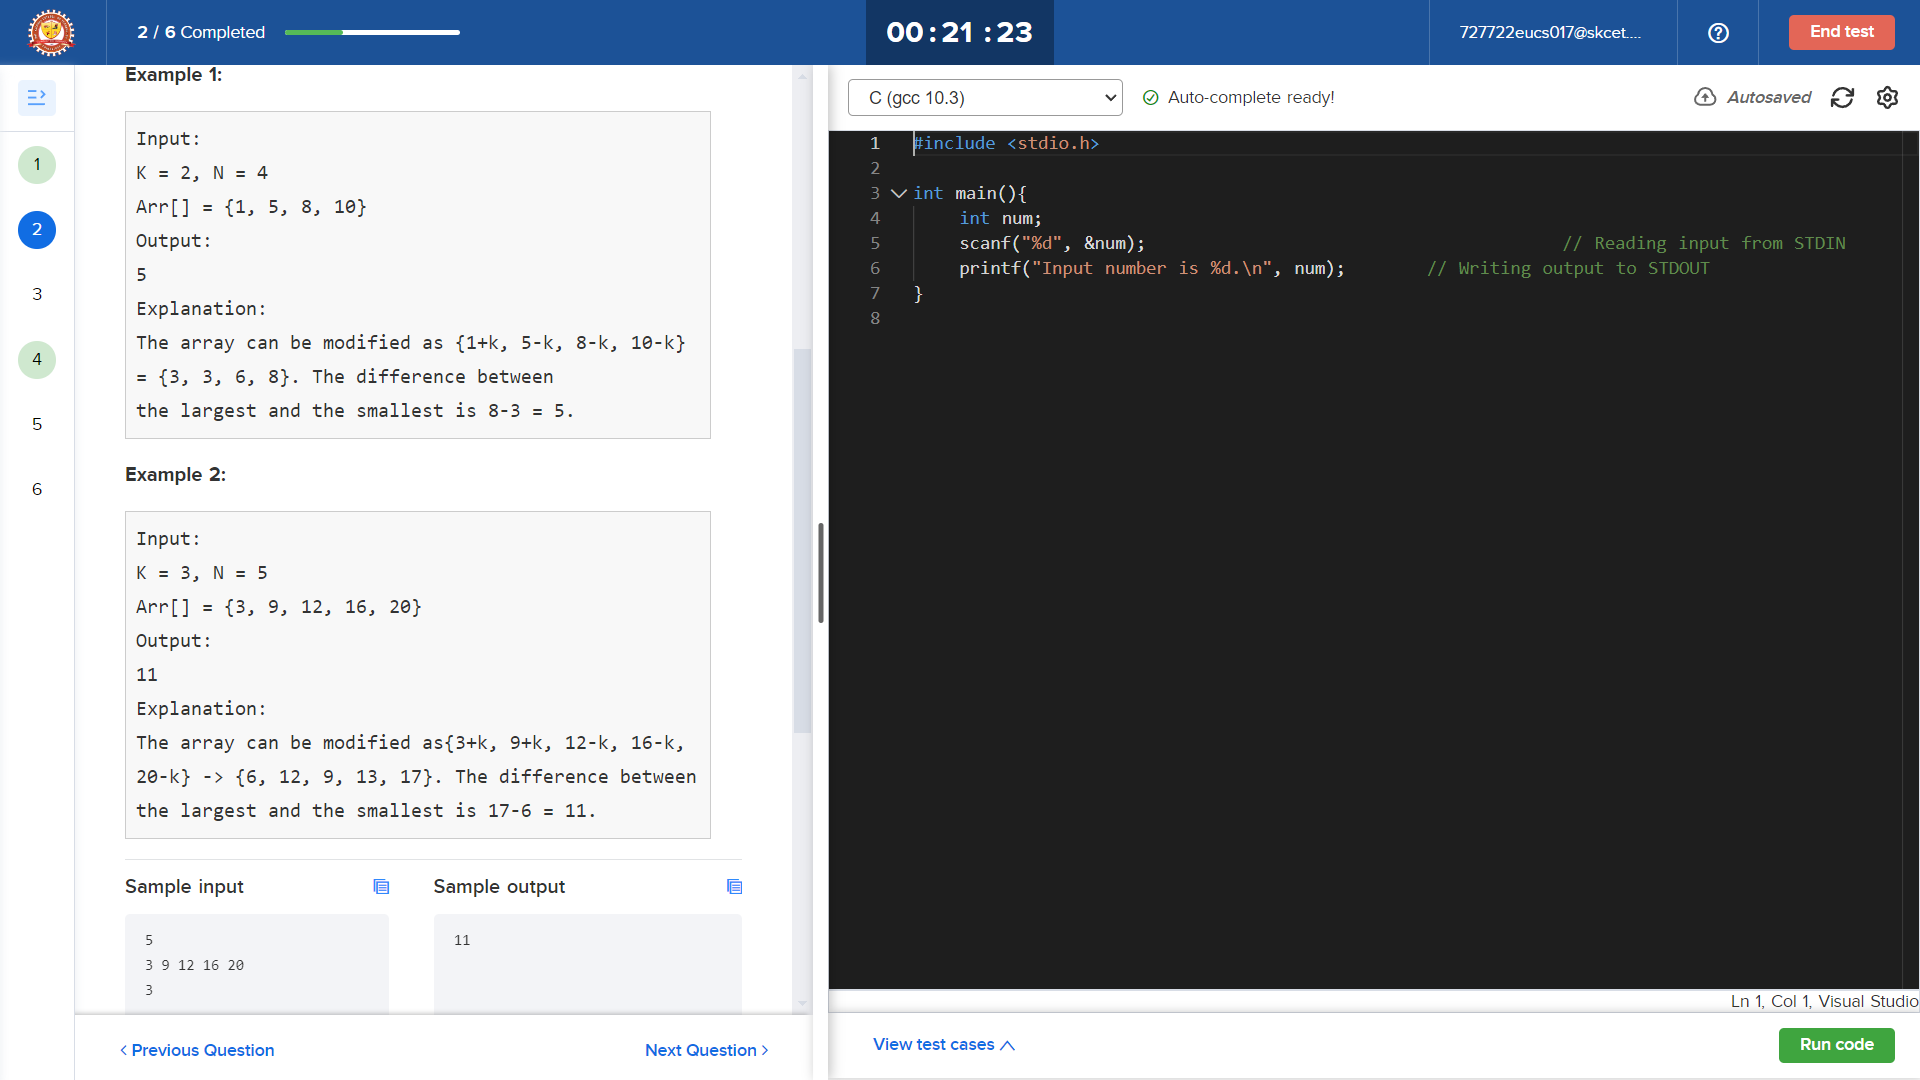 2 / 6 Completed
00 : 21 : 23
727722eucs017@skcet....
End test
1
2
3
4
5
6
Example 1:
Input:
K = 2, N = 4
Arr[] = {1, 5, 8, 10}
Output:
5
Explanation:
The array can be modified as {1+k, 5-k, 8-k, 10-k}
= {3, 3, 6, 8}. The difference between
the largest and the smallest is 8-3 = 5.
Example 2:
Input:
K = 3, N = 5
Arr[] = {3, 9, 12, 16, 20}
Output:
11
Explanation:
The array can be modified as{3+k, 9+k, 12-k, 16-k,
20-k} -> {6, 12, 9, 13, 17}. The difference between
the largest and the smallest is 17-6 = 11.
Sample input
5
3 9 12 16 20
3
Sample output
11
< Previous Question
Next Question >
C (gcc 10.3)
Auto-complete ready!
Autosaved
1 #include <stdio.h>
2
3 int main(){
4 int num;
5 scanf("%d", &num); // Reading input from STDIN
6 printf("Input number is %d.\n", num); // Writing output to STDOUT
7 }
8
Ln 1, Col 1, Visual Studio
View test cases
Run code